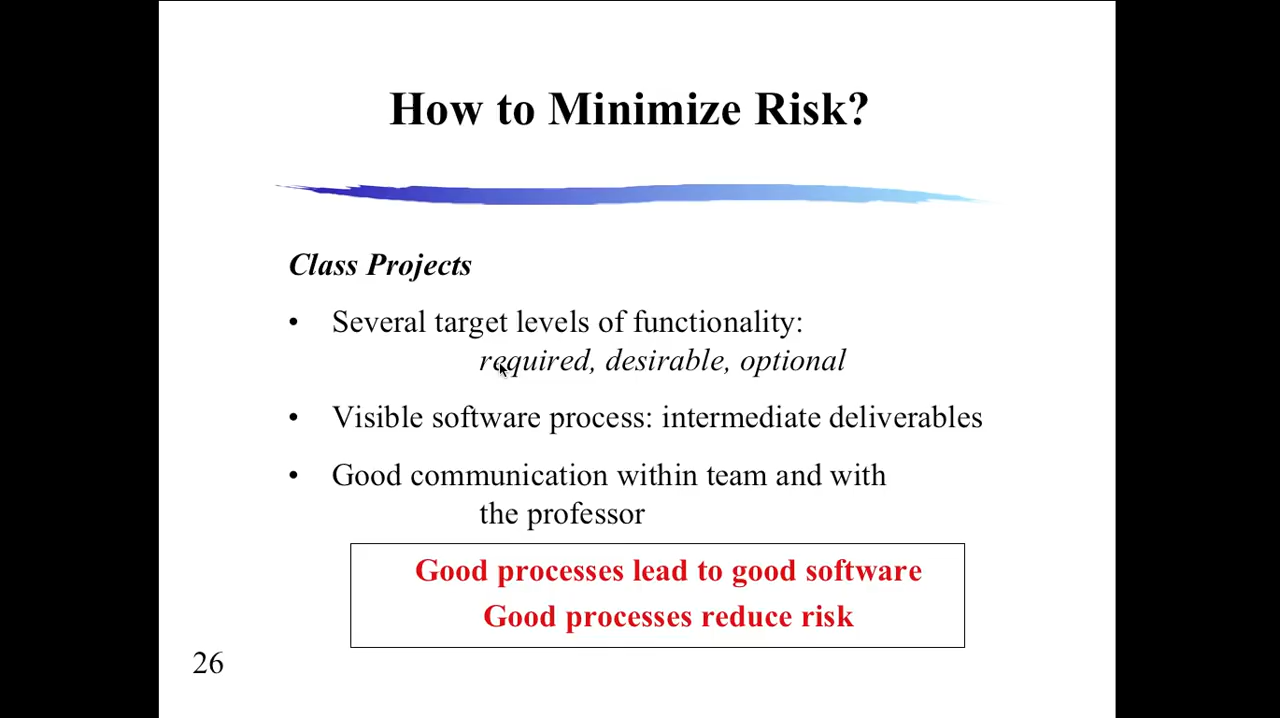 How to Minimize Risk?
Class Projects
• Several target levels of functionality:
required, desirable, optional
• Visible software process: intermediate deliverables
• Good communication within team and with
the professor
Good processes lead to good software
Good processes reduce risk
26